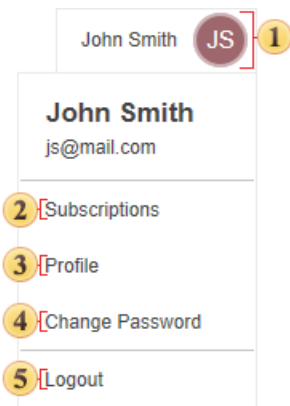 John Smith JS 1
John Smith
js@mail.com
2 Subscriptions
3 Profile
4 Change Password
5 Logout